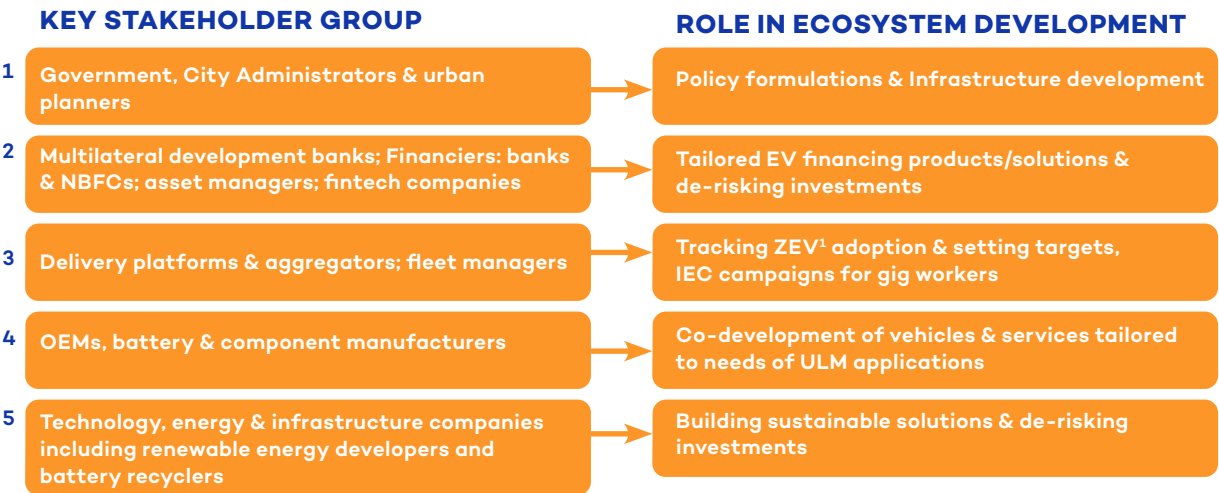 KEY STAKEHOLDER GROUP
ROLE IN ECOSYSTEM DEVELOPMENT
1
Government, City Administrators & urban
planners
Policy formulations & Infrastructure development
2
Multilateral development banks; Financiers: banks
& NBFCs; asset managers; fintech companies
Tailored EV financing products/solutions &
de-risking investments
3
Delivery platforms & aggregators; fleet managers
Tracking ZEV¹ adoption & setting targets,
IEC campaigns for gig workers
4
OEMs, battery & component manufacturers
Co-development of vehicles & services tailored
to needs of ULM applications
5
Technology, energy & infrastructure companies
including renewable energy developers and
battery recyclers
Building sustainable solutions & de-risking
investments